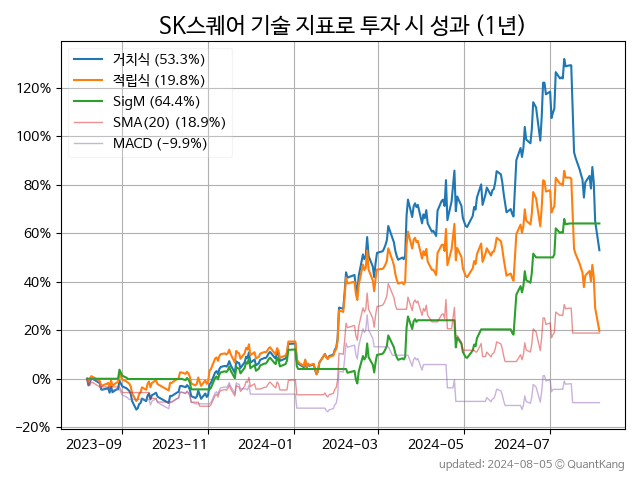 SK스퀘어 기술 지표로 투자 시 성과 (1년)
거치식 (53.3%)
적립식 (19.8%)
SigM (64.4%)
SMA(20) (18.9%)
MACD (−9.9%)
120%
100%
80%
60%
40%
20%
0%
−20%
2023-09 2023-11 2024-01 2024-03 2024-05 2024-07
updated: 2024-08-05 © QuantKang